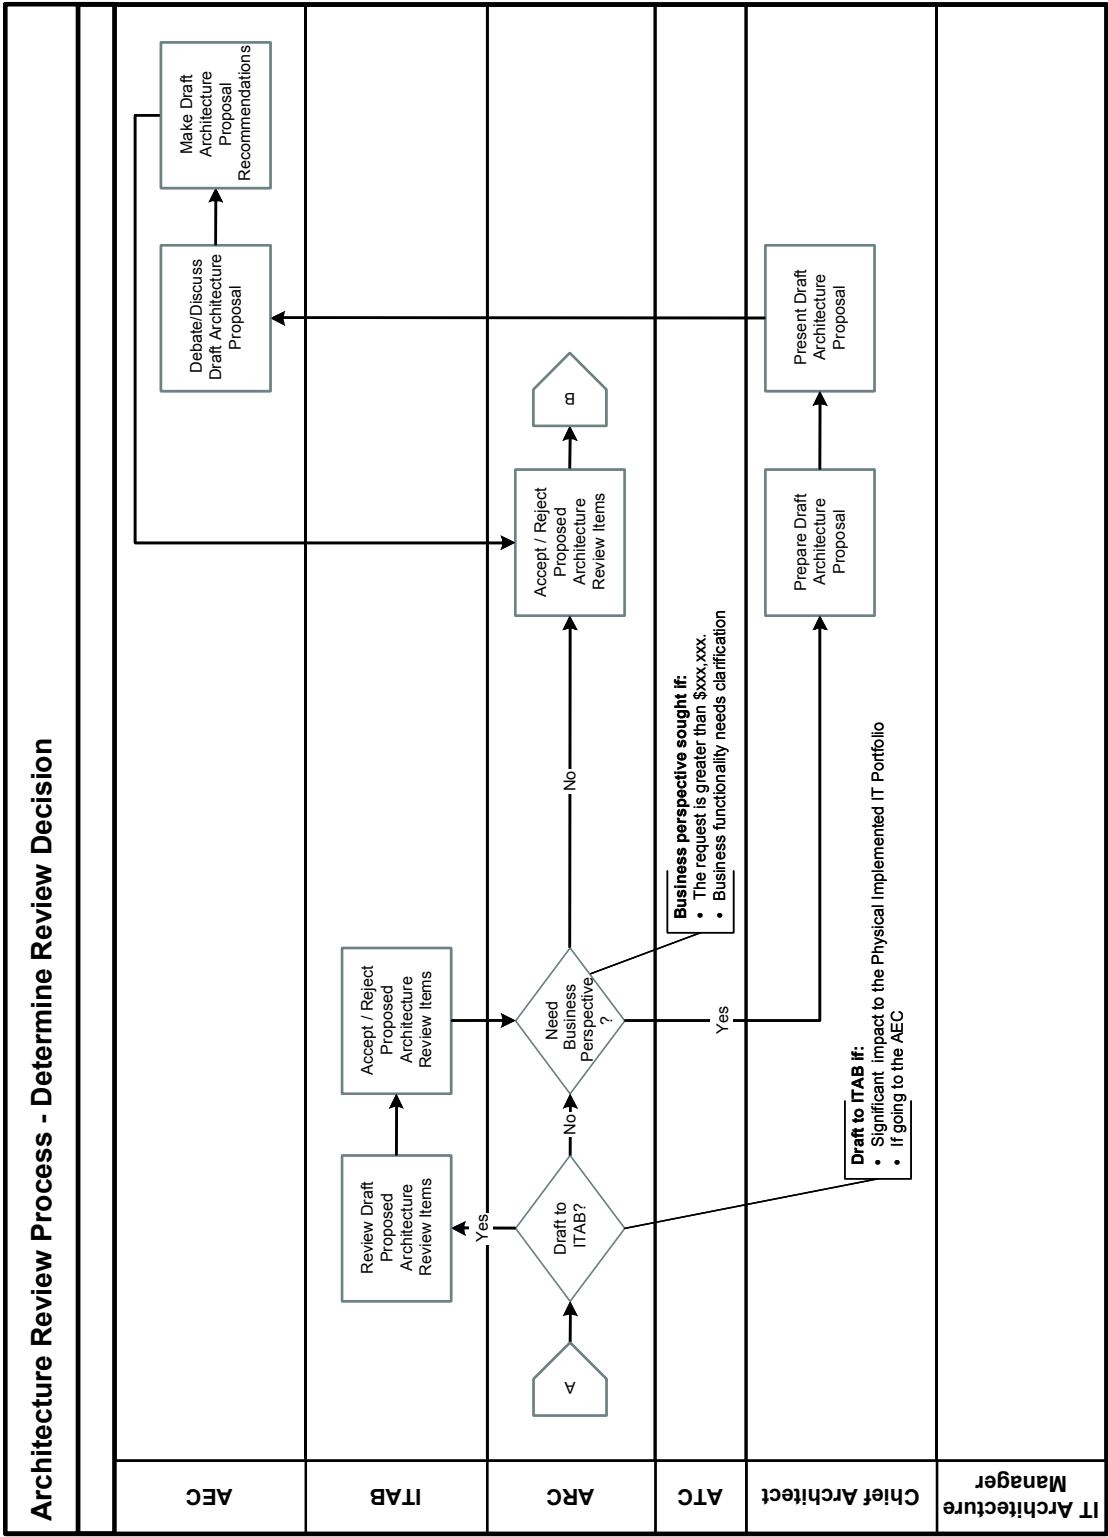 Architecture Review Process - Determine Review Decision
AEC
Debate/Discuss
Draft Architecture
Proposal
Make Draft
Architecture
Proposal
Recommendations
ITAB
Review Draft
Proposed
Architecture
Review Items
Accept / Reject
Proposed
Architecture
Review Items
Yes
ARC
A
Draft to
ITAB?
No
Need
Business
Perspective
?
No
Accept / Reject
Proposed
Architecture
Review Items
B
ATC
Business perspective sought if:
• The request is greater than $xxx,xxx.
• Business functionality needs clarification
Yes
Chief Architect
Prepare Draft
Architecture
Proposal
Present Draft
Architecture
Proposal
Draft to ITAB if:
• Significant impact to the Physical Implemented IT Portfolio
• If going to the AEC
IT Architecture
Manager